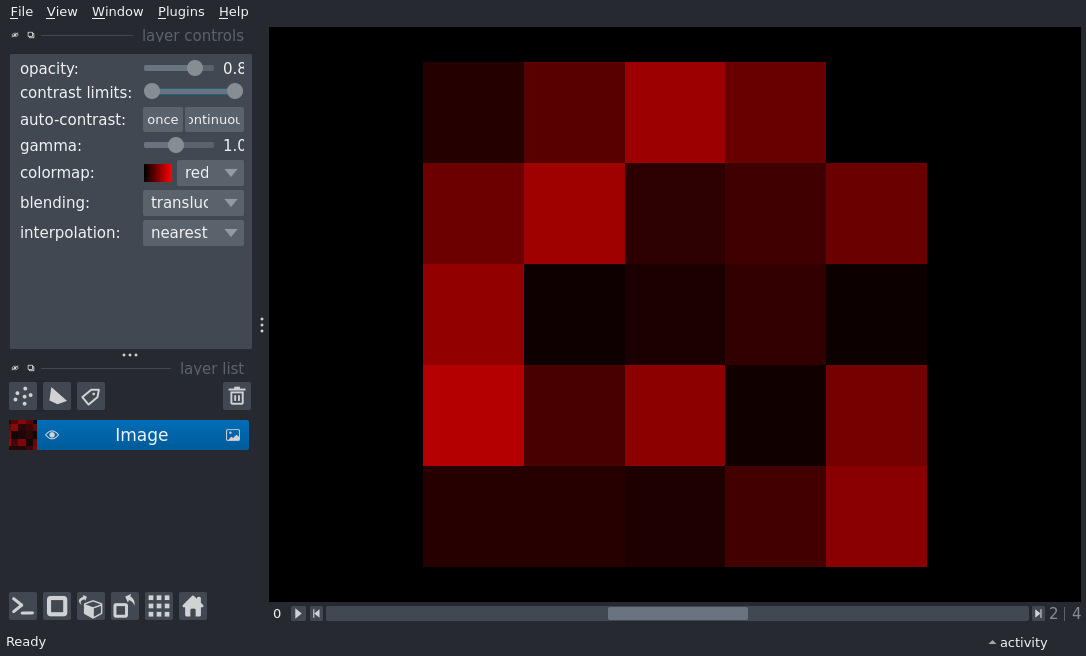 File View Window Plugins Help
layer controls
opacity: 0.8
contrast limits:
auto-contrast: once ontinuou
gamma: 1.0
colormap: red
blending: transluc
interpolation: nearest
layer list
Image
0 2 | 4
Ready activity